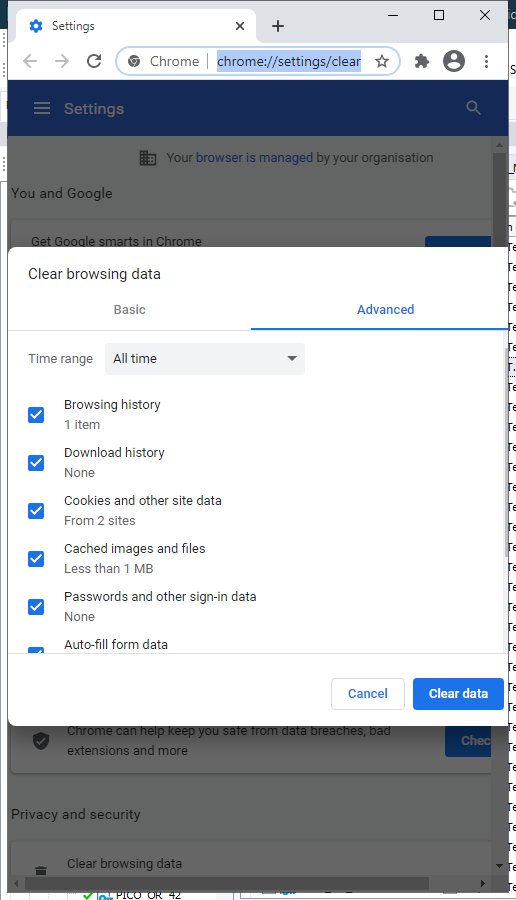 Settings
Chrome | chrome://settings/clear
Settings
Your browser is managed by your organisation
You and Google
Get Google smarts in Chrome
Clear browsing data
Basic
Advanced
Time range
All time
Browsing history
1 item
Download history
None
Cookies and other site data
From 2 sites
Cached images and files
Less than 1 MB
Passwords and other sign-in data
None
Auto-fill form data
Cancel
Clear data
Chrome can help keep you safe from data breaches, bad
extensions and more
Chec
Privacy and security
Clear browsing data
PICO_OR_42